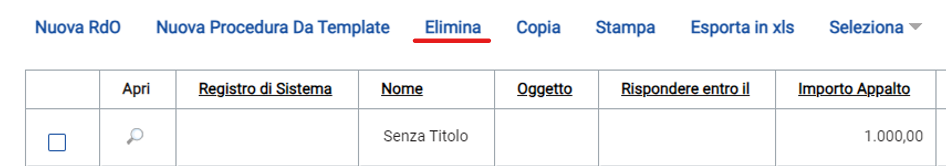 Nuova RdO Nuova Procedura Da Template Elimina Copia Stampa Esporta in xls Seleziona
Apri Registro di Sistema Nome Oggetto Rispondere entro il Importo Appalto
Senza Titolo 1.000,00